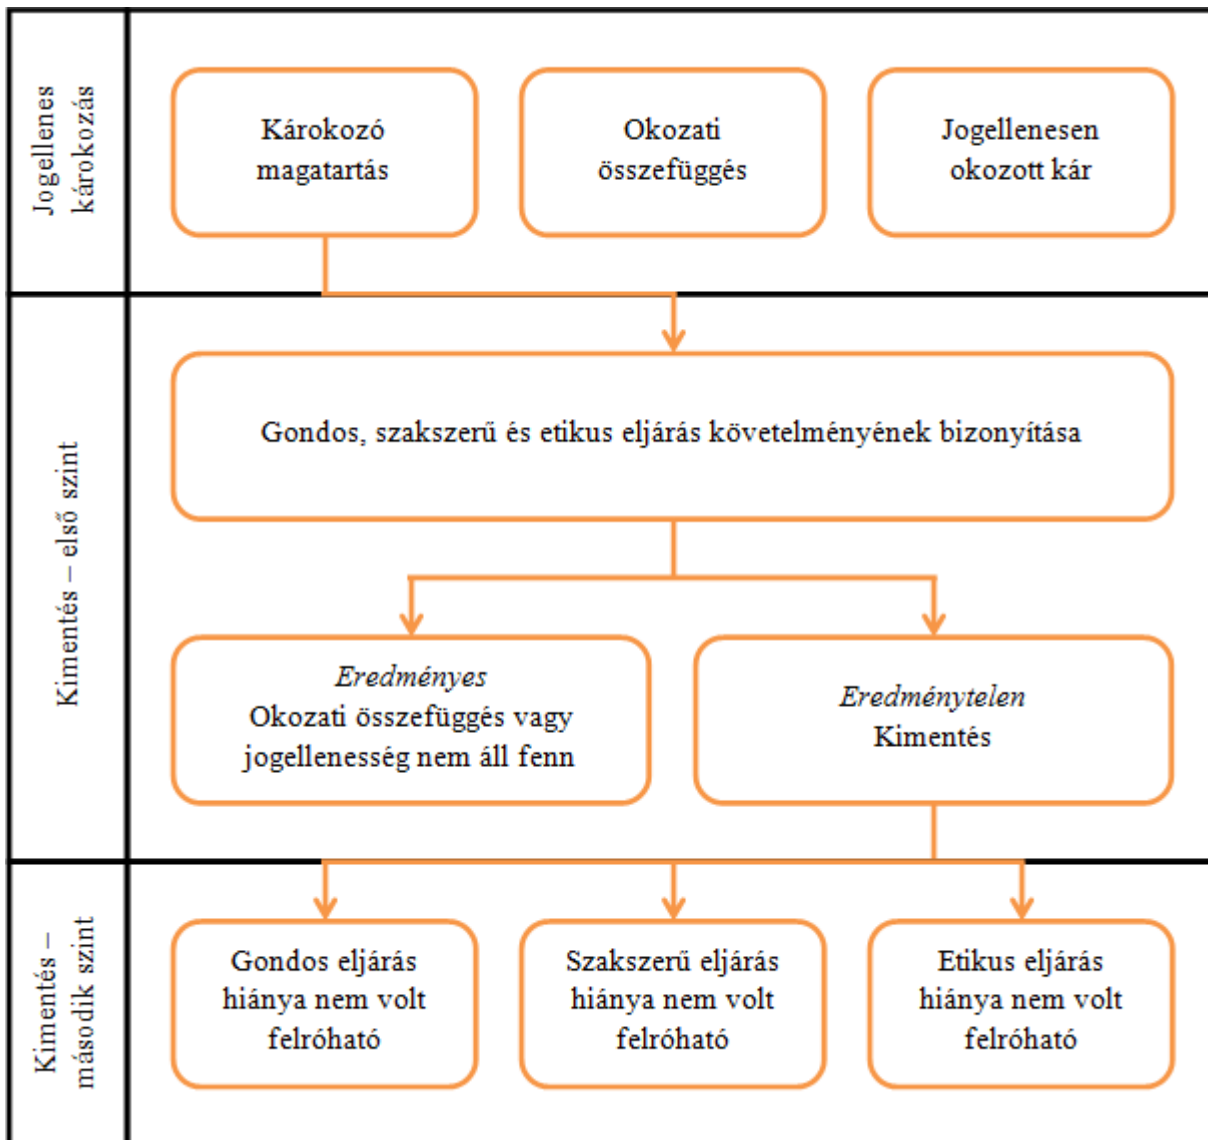 Jogellenes
károkozás
Károkozó
magatartás
Okozati
összefüggés
Jogellenesen
okozott kár
Kimentés – első szint
Gondos, szakszerű és etikus eljárás követelményének bizonyítása
Eredményes
Okozati összefüggés vagy
jogellenesség nem áll fenn
Eredménytelen
Kimentés
Kimentés –
második szint
Gondos eljárás
hiánya nem volt
felróható
Szakszerű eljárás
hiánya nem volt
felróható
Etikus eljárás
hiánya nem volt
felróható